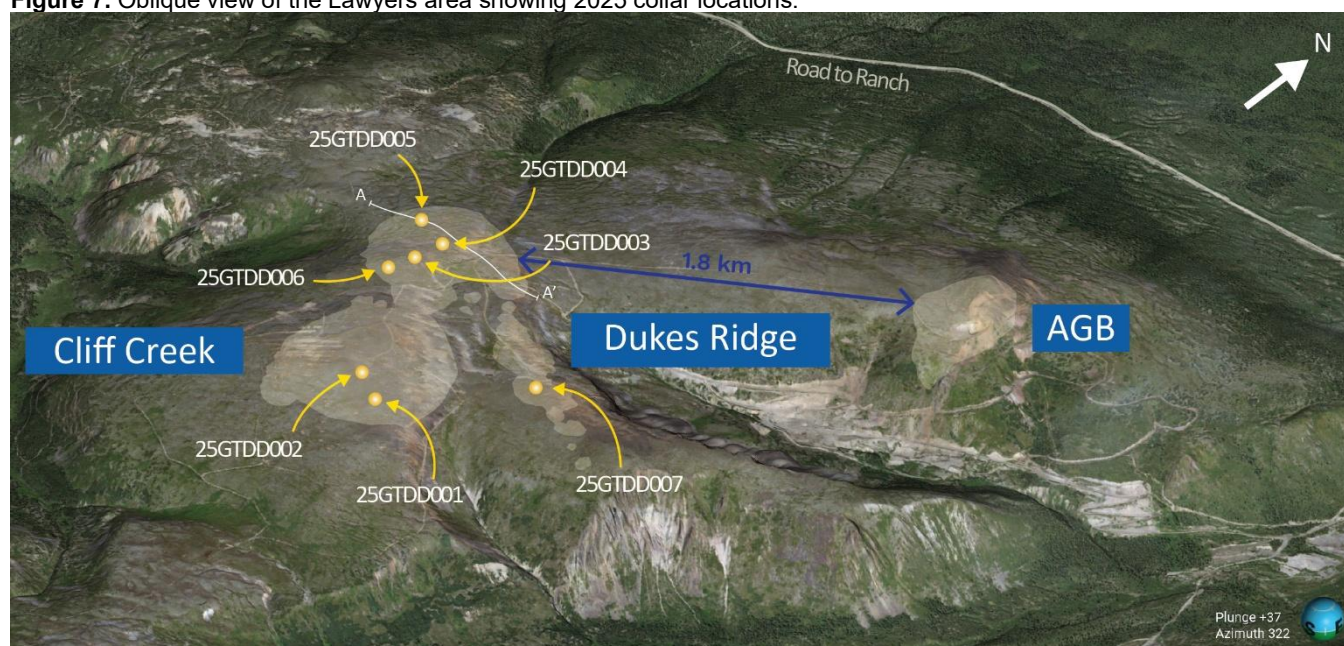 Figure 7. Oblique view of the Lawyers area showing 2025 collar locations.
N
Road to Ranch
25GTDD005
25GTDD004
A
25GTDD003
25GTDD006
1.8 km
A'
Cliff Creek
Dukes Ridge
AGB
25GTDD002
25GTDD001
25GTDD007
Plunge +37
Azimuth 322